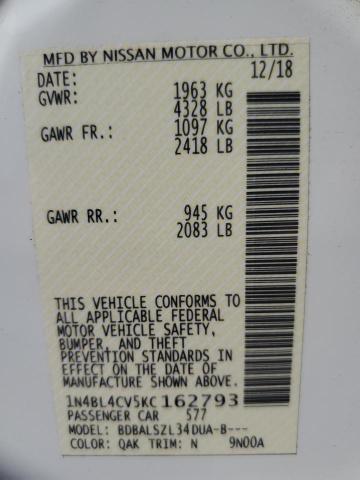 MFD BY NISSAN MOTOR CO., LTD.
DATE: 12/18
GVWR: 1963 KG
4328 LB
GAWR FR.: 1097 KG
2418 LB
GAWR RR.: 945 KG
2083 LB
THIS VEHICLE CONFORMS TO
ALL APPLICABLE FEDERAL
MOTOR VEHICLE SAFETY,
BUMPER, AND THEFT
PREVENTION STANDARDS IN
EFFECT ON THE DATE OF
MANUFACTURE SHOWN ABOVE.
1N4BL4CV5KC162793
PASSENGER CAR 577
MODEL: BDBALSZL34DUA-B---
COLOR: QAK TRIM: N 9N00A